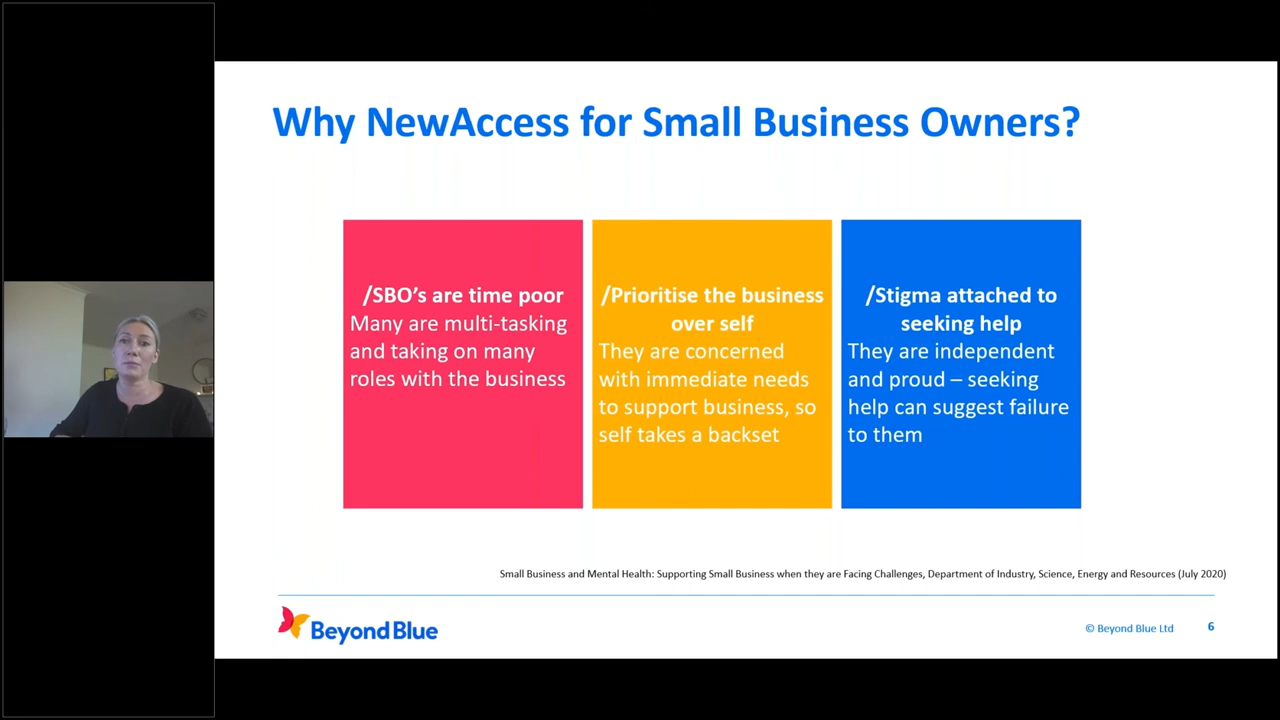 Why NewAccess for Small Business Owners?
/SBO’s are time poor
Many are multi-tasking
and taking on many
roles with the business
/Prioritise the business
over self
They are concerned
with immediate needs
to support business, so
self takes a backset
/Stigma attached to
seeking help
They are independent
and proud – seeking
help can suggest failure
to them
Small Business and Mental Health: Supporting Small Business when they are Facing Challenges, Department of Industry, Science, Energy and Resources (July 2020)
Beyond Blue
© Beyond Blue Ltd
6